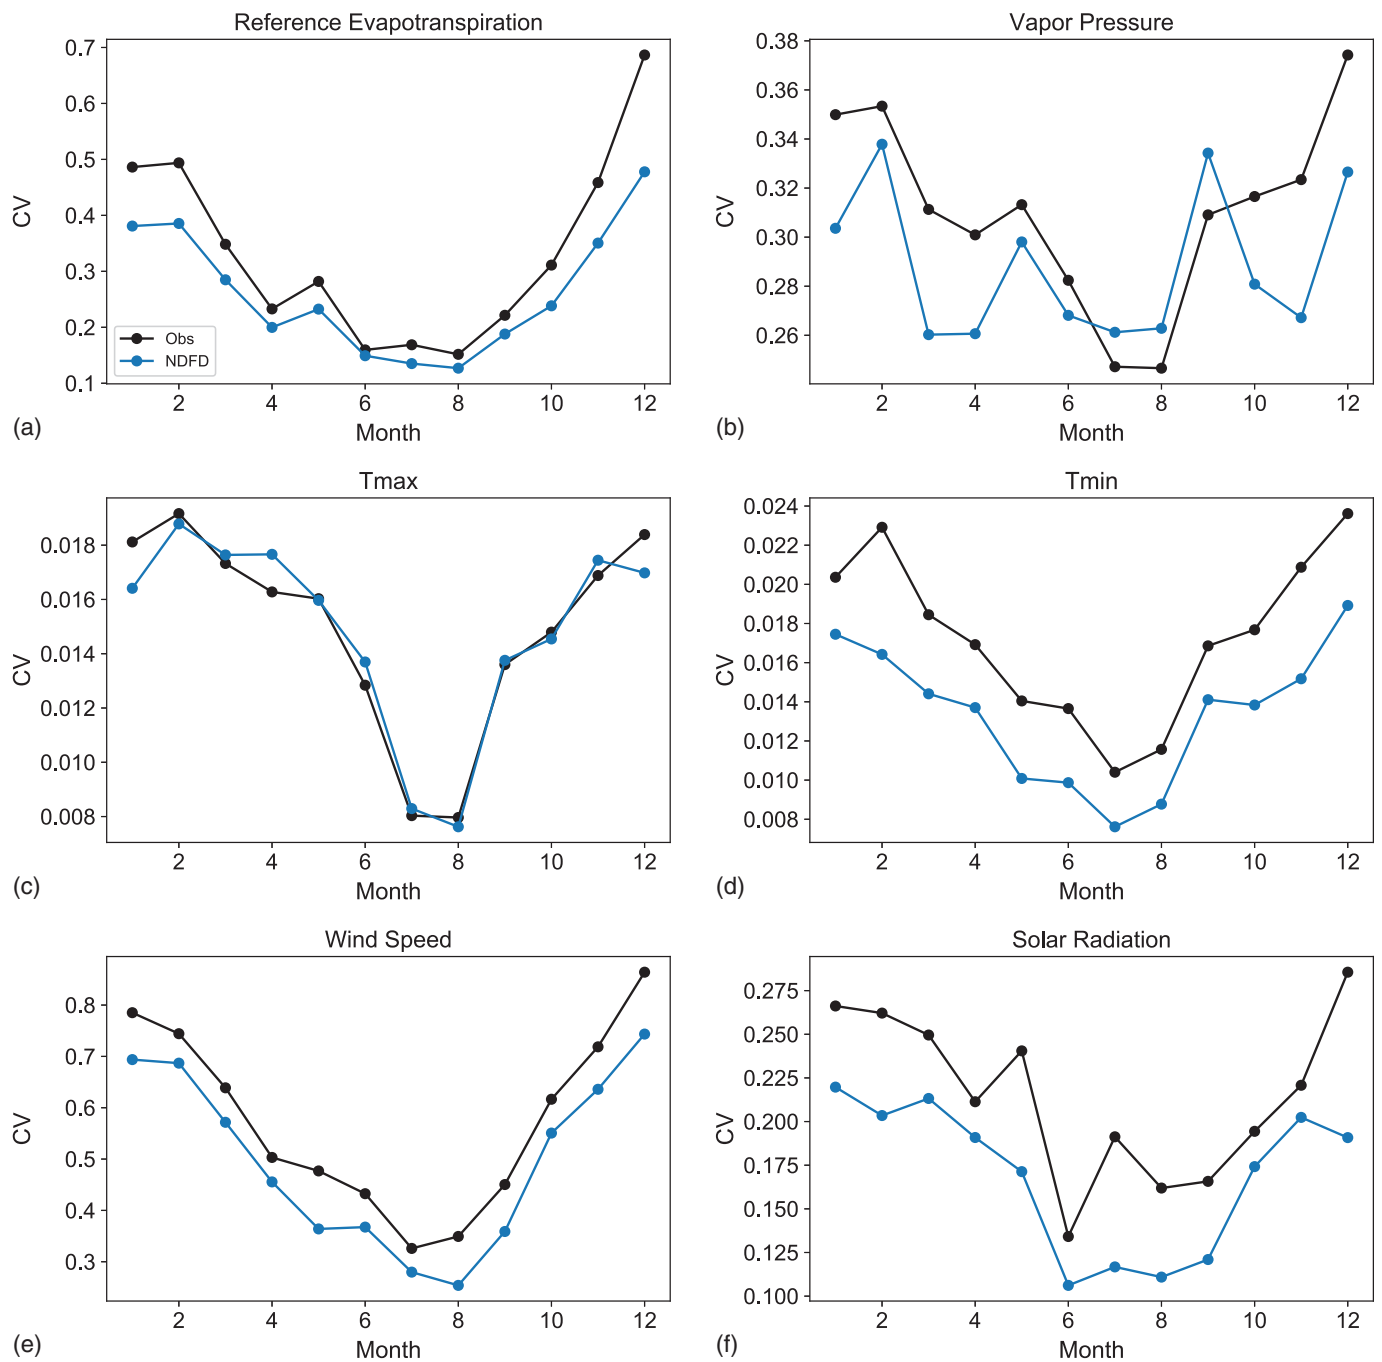 Reference Evapotranspiration
0.7
0.6
0.5
0.4
0.3
0.2
0.1
CV
Obs
NDFD
2 4 6 8 10 12
Month
(a)
Vapor Pressure
0.38
0.36
0.34
0.32
0.30
0.28
0.26
CV
2 4 6 8 10 12
Month
(b)
Tmax
0.018
0.016
0.014
0.012
0.010
0.008
CV
2 4 6 8 10 12
Month
(c)
Tmin
0.024
0.022
0.020
0.018
0.016
0.014
0.012
0.010
0.008
CV
2 4 6 8 10 12
Month
(d)
Wind Speed
0.8
0.7
0.6
0.5
0.4
0.3
CV
2 4 6 8 10 12
Month
(e)
Solar Radiation
0.275
0.250
0.225
0.200
0.175
0.150
0.125
0.100
CV
2 4 6 8 10 12
Month
(f)